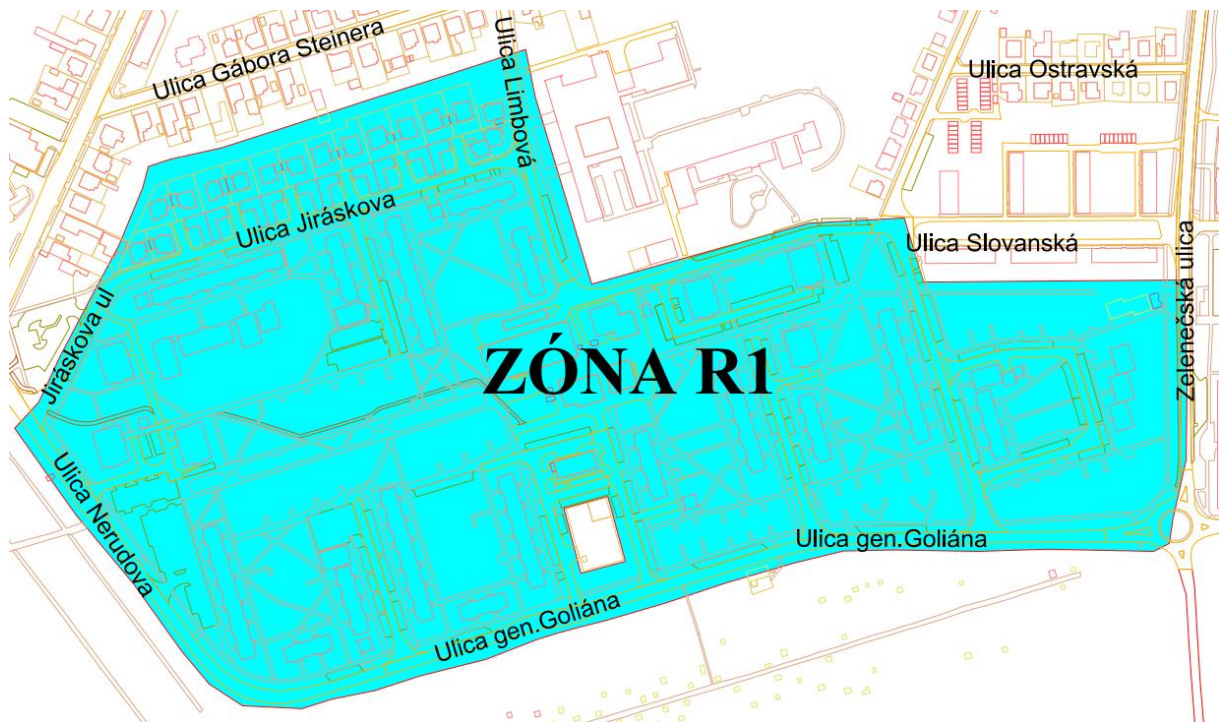 Ulica Gábora Steinera
Ulica Limbová
Ulica Ostravská
Ulica Jiráskova
Ulica Slovanská
Zelenečská ulica
Jiráskova ul
ZÓNA R1
Ulica Nerudova
Ulica gen.Goliána
Ulica gen.Goliána